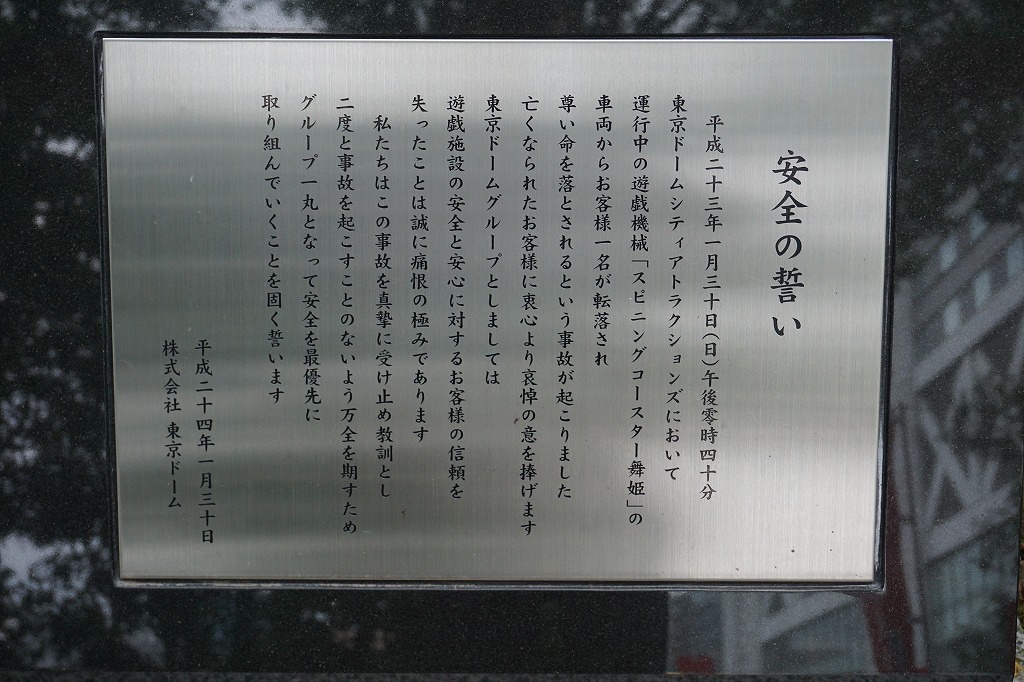 安全の誓い
平成二十三年一月三十日(日)午後零時四十分
東京ドームシティアトラクションズにおいて
運行中の遊戯機械「スピニングコースター舞姫」の
車両からお客様一名が転落され
尊い命を落とされるという事故が起こりました
亡くなられたお客様に衷心より哀悼の意を捧げます
東京ドームグループとしましては
遊戯施設の安全と安心に対するお客様の信頼を
失ったことは誠に痛恨の極みであります
私たちはこの事故を真摯に受け止め教訓とし
二度と事故を起こすことのないよう万全を期すため
グループ一丸となって安全を最優先に
取り組んでいくことを固く誓います
平成二十四年一月三十日
株式会社 東京ドーム